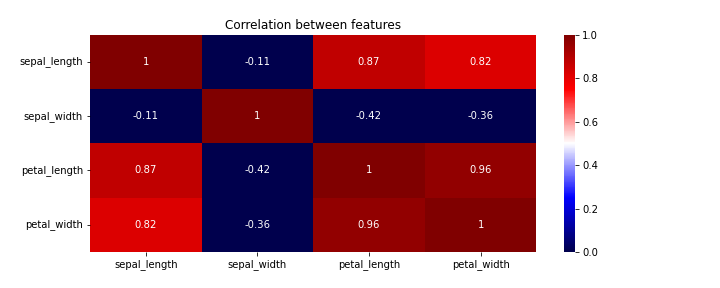 Correlation between features
sepal_length 1 -0.11 0.87 0.82
sepal_width -0.11 1 -0.42 -0.36
petal_length 0.87 -0.42 1 0.96
petal_width 0.82 -0.36 0.96 1
sepal_length sepal_width petal_length petal_width
1.0
0.8
0.6
0.4
0.2
0.0